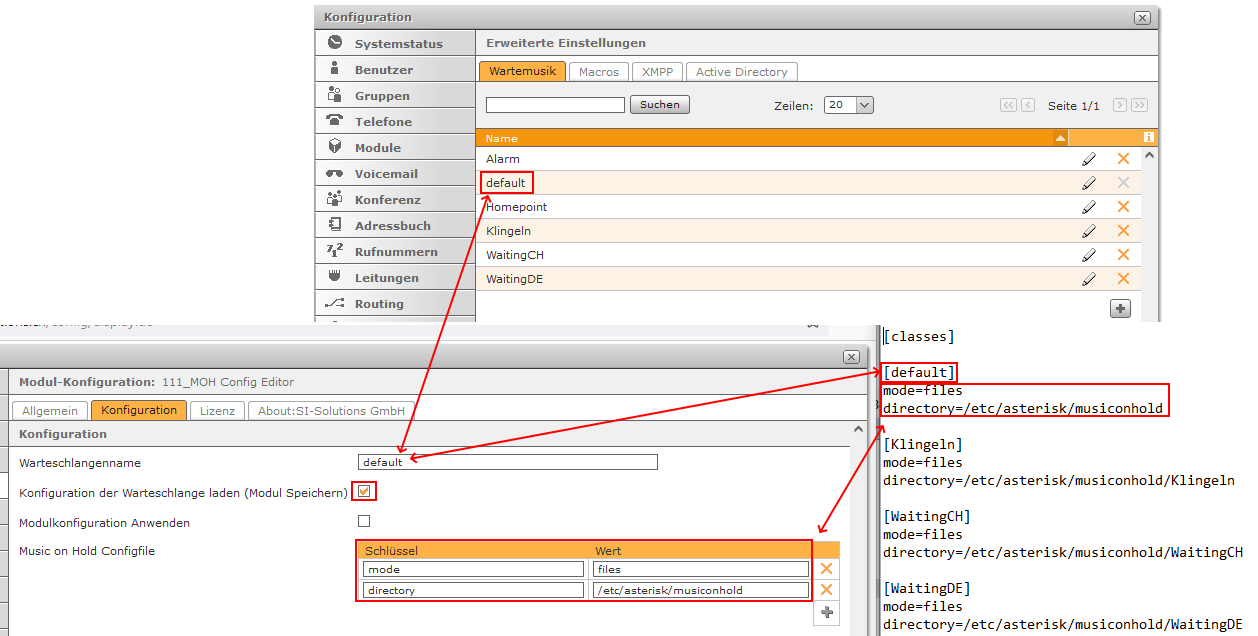 Konfiguration
Systemstatus
Benutzer
Gruppen
Telefone
Module
Voicemail
Konferenz
Adressbuch
Rufnummern
Leitungen
Routing
Erweiterte Einstellungen
Wartemusik Macros XMPP Active Directory
Suchen Zeilen: 20 << < Seite 1/1 > >>
Name
Alarm
default
Homepoint
Klingeln
WaitingCH
WaitingDE
Modul-Konfiguration: 111_MOH Config Editor
Allgemein Konfiguration Lizenz About:SI-Solutions GmbH
Konfiguration
Warteschlangenname default
Konfiguration der Warteschlange laden (Modul Speichern)
Modulkonfiguration Anwenden
Music on Hold Configfile
Schlüssel Wert
mode files
directory /etc/asterisk/musiconhold
[classes]
[default]
mode=files
directory=/etc/asterisk/musiconhold
[Klingeln]
mode=files
directory=/etc/asterisk/musiconhold/Klingeln
[WaitingCH]
mode=files
directory=/etc/asterisk/musiconhold/WaitingCH
[WaitingDE]
mode=files
directory=/etc/asterisk/musiconhold/WaitingDE